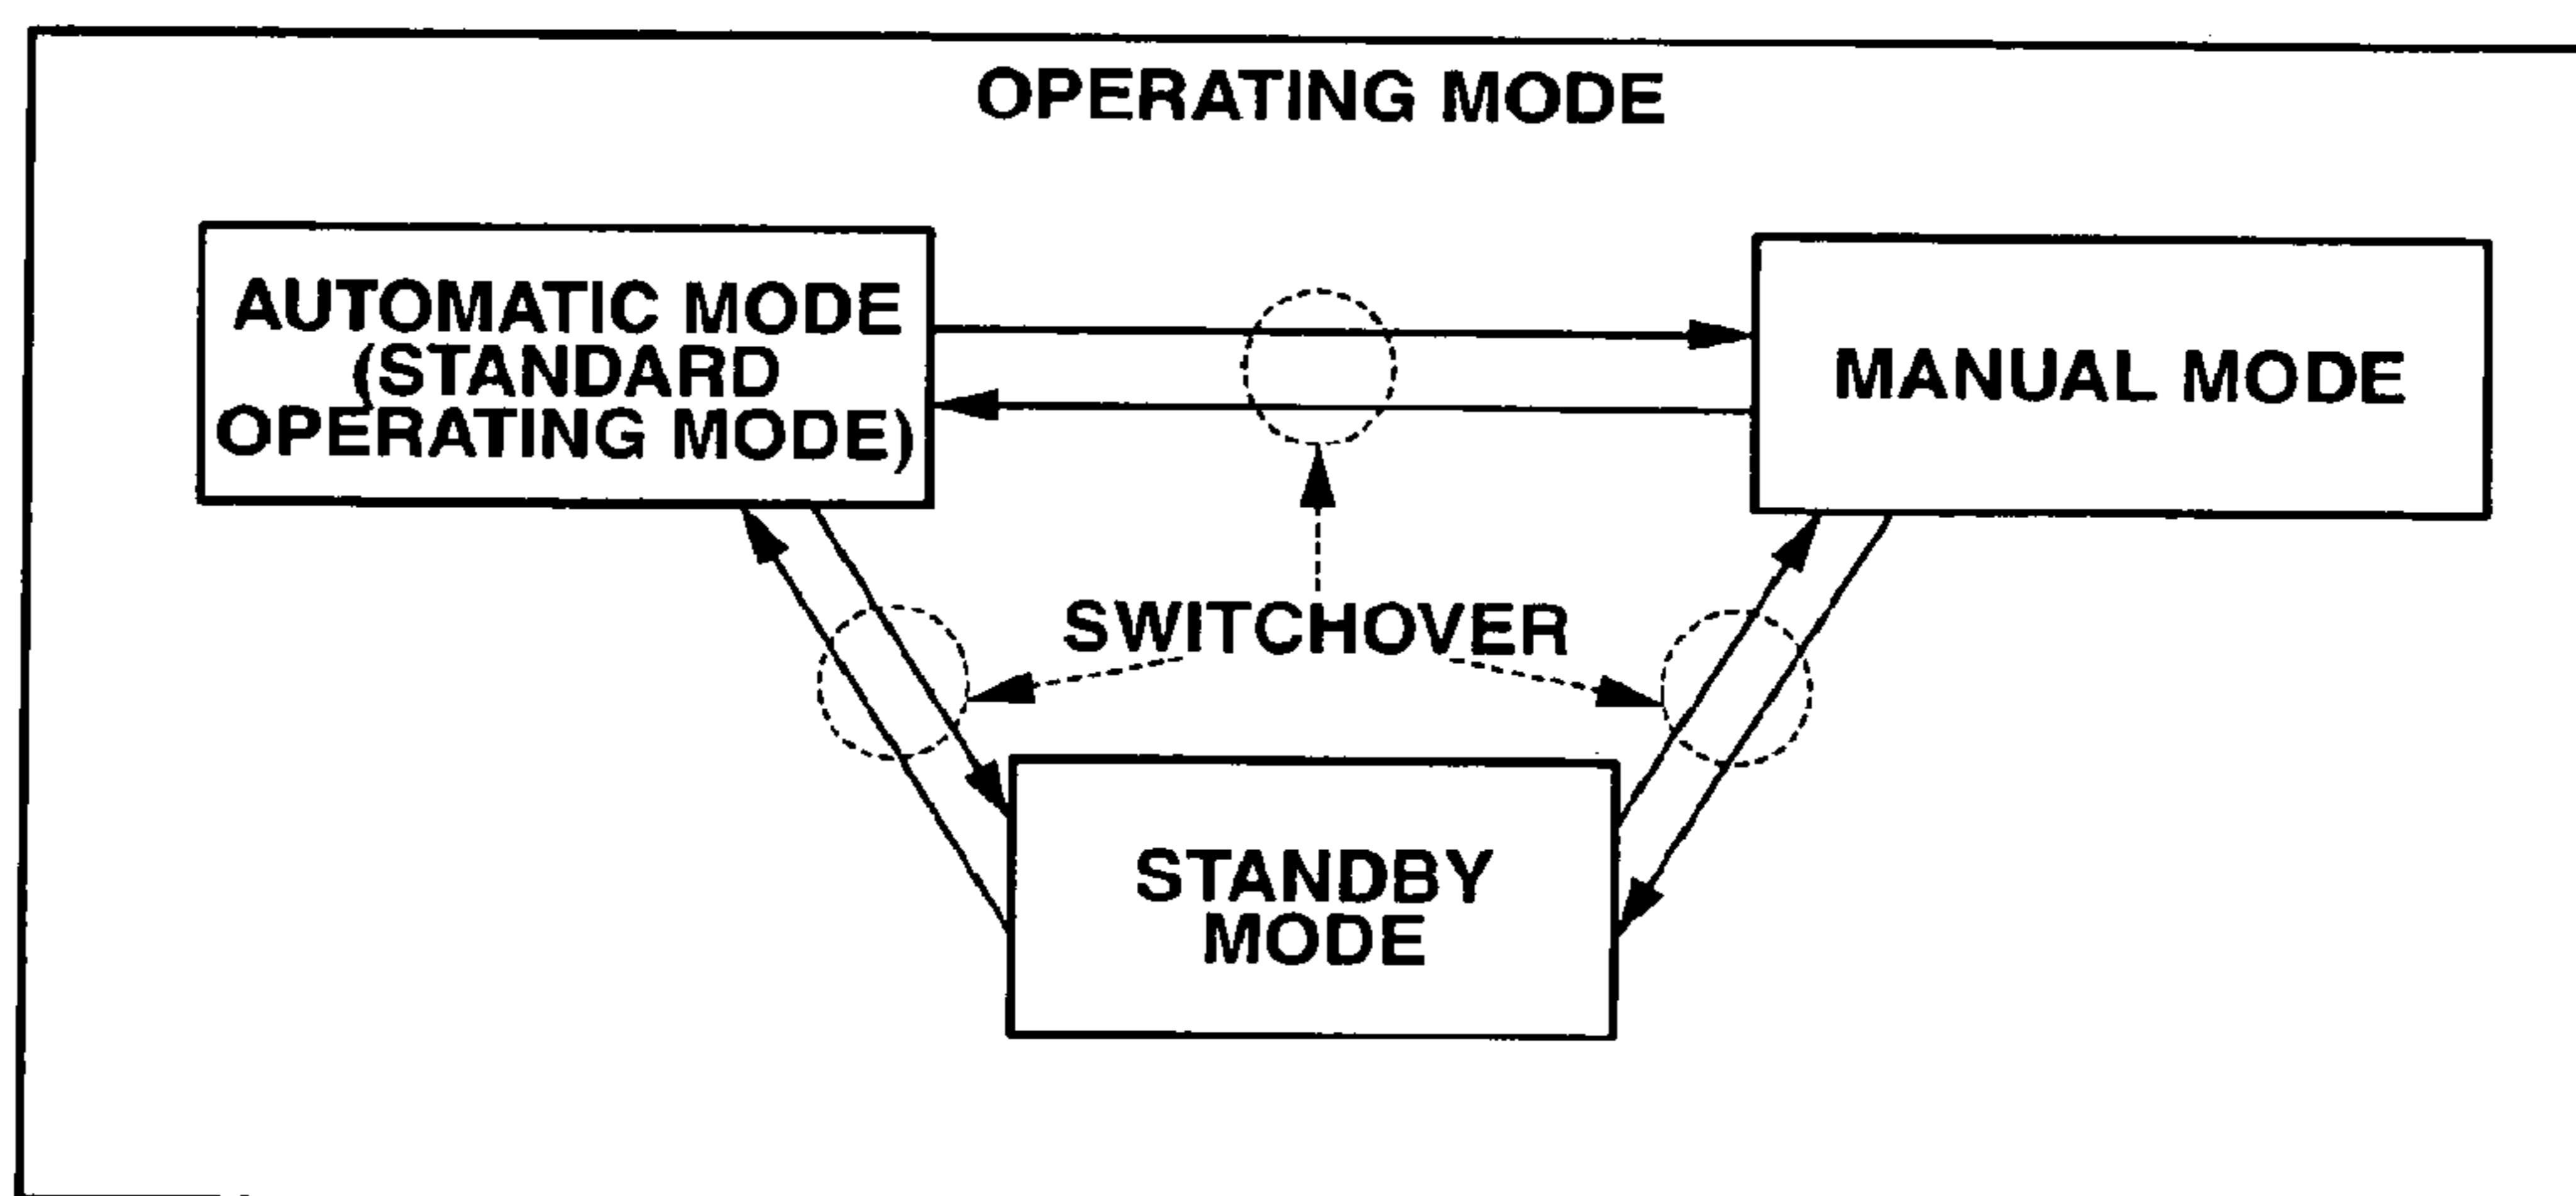 OPERATING MODE
AUTOMATIC MODE
(STANDARD
OPERATING MODE)
MANUAL MODE
SWITCHOVER
STANDBY
MODE